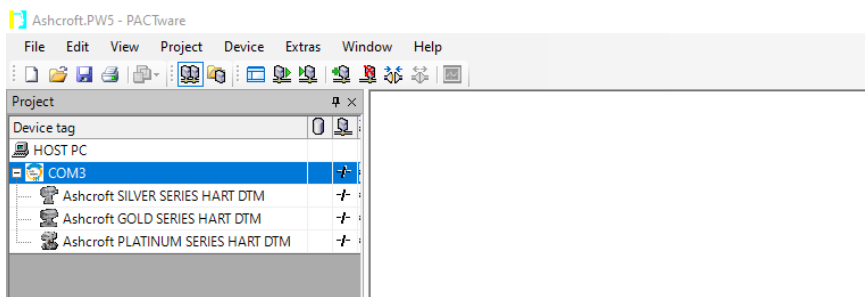 Ashcroft.PW5 - PACTware
File Edit View Project Device Extras Window Help
Project
Device tag
HOST PC
COM3
Ashcroft SILVER SERIES HART DTM
Ashcroft GOLD SERIES HART DTM
Ashcroft PLATINUM SERIES HART DTM